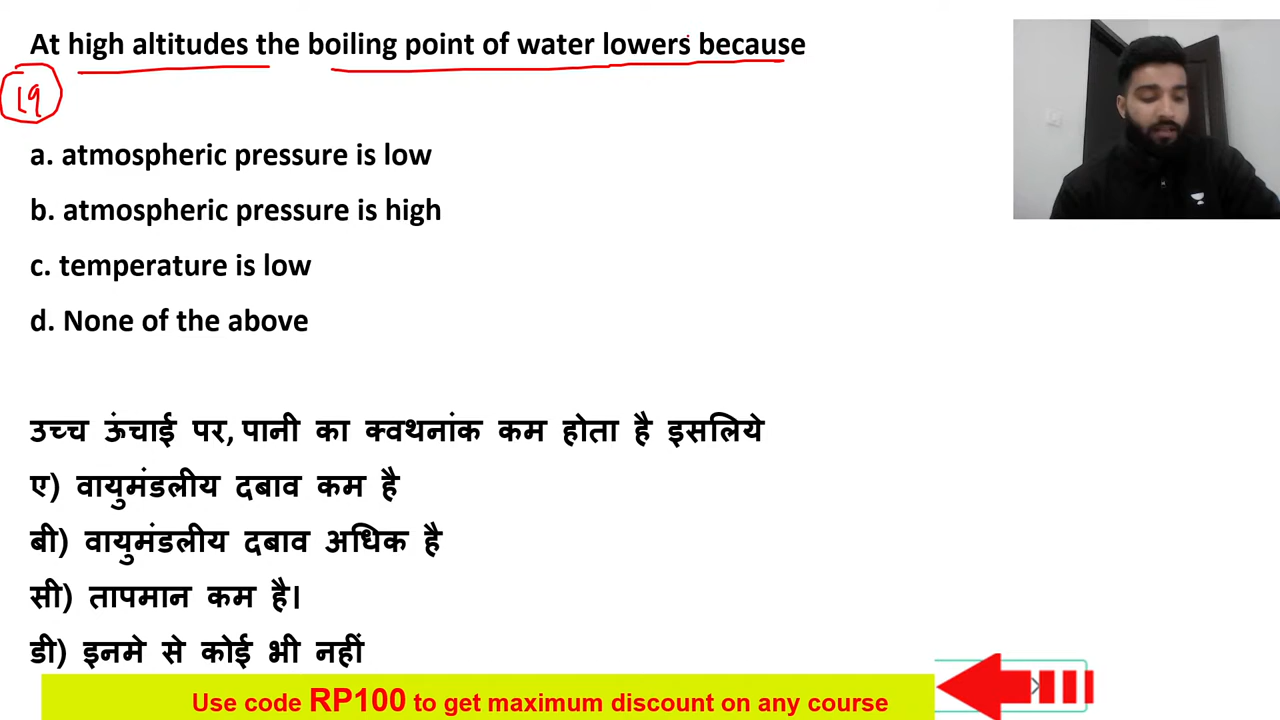 At high altitudes the boiling point of water lowers because
19
a. atmospheric pressure is low
b. atmospheric pressure is high
c. temperature is low
d. None of the above
उच्च ऊंचाई पर, पानी का क्वथनांक कम होता है इसलिये
ए) वायुमंडलीय दबाव कम है
बी) वायुमंडलीय दबाव अधिक है
सी) तापमान कम है।
डी) इनमे से कोई भी नहीं
Use code RP100 to get maximum discount on any course